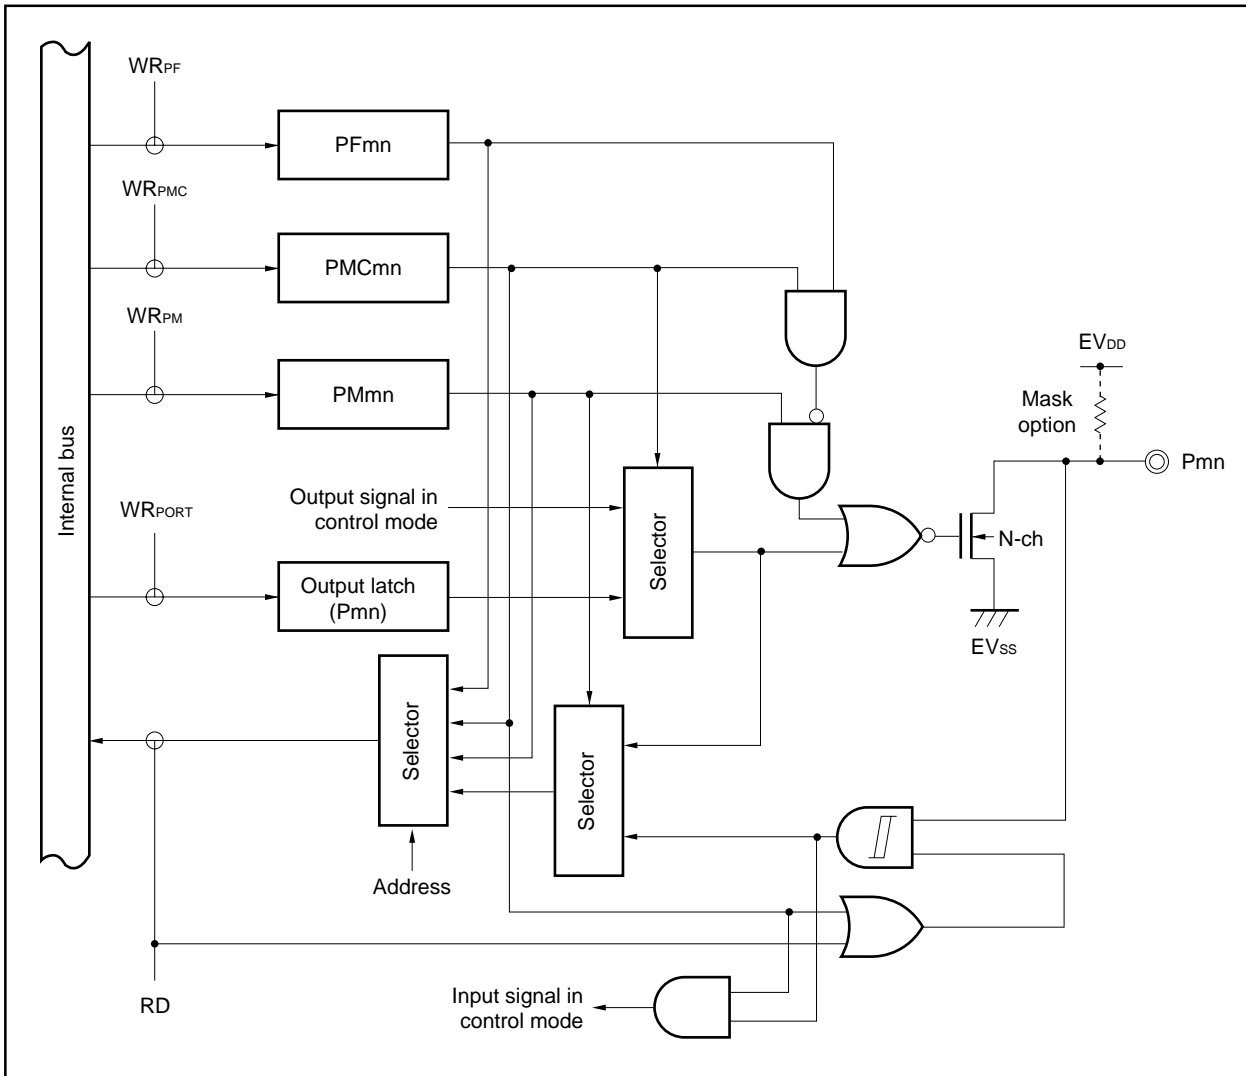 WRPF
PFmn
WRPMC
PMCmn
WRPM
PMmn
EVDD
Mask
option
Pmn
Internal bus
Output signal in
control mode
WRPORT
Selector
N-ch
Output latch
(Pmn)
EVSS
Selector
Selector
Address
RD
Input signal in
control mode